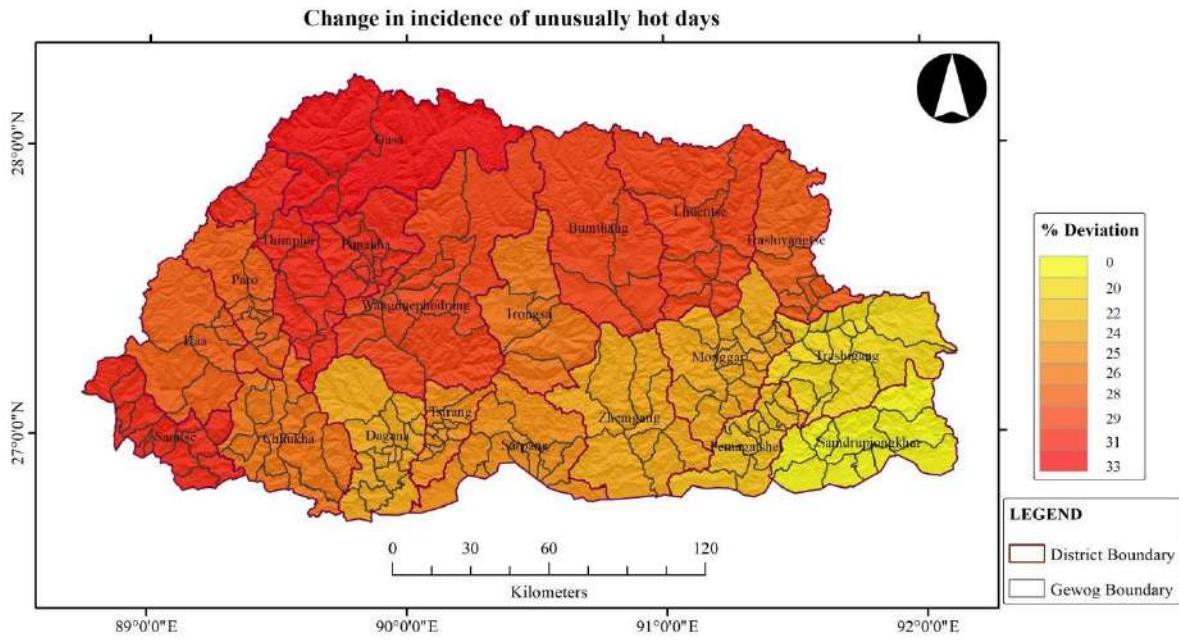 Change in incidence of unusually hot days
28°0'0"N
27°0'0"N
Gasa
Bumthang
Lhuentse
Trashiyangtse
Thimphu
Punakha
Paro
Wangduephodrang
Trongsa
Haa
Monggar
Trashigang
Samtse
Chhukha
Dagana
Tsirang
Sarpang
Zhemgang
Pemagatshel
Samdrupjongkhar
% Deviation
0
20
22
24
25
26
28
29
31
33
LEGEND
District Boundary
Gewog Boundary
0 30 60 120
Kilometers
89°0'0"E 90°0'0"E 91°0'0"E 92°0'0"E